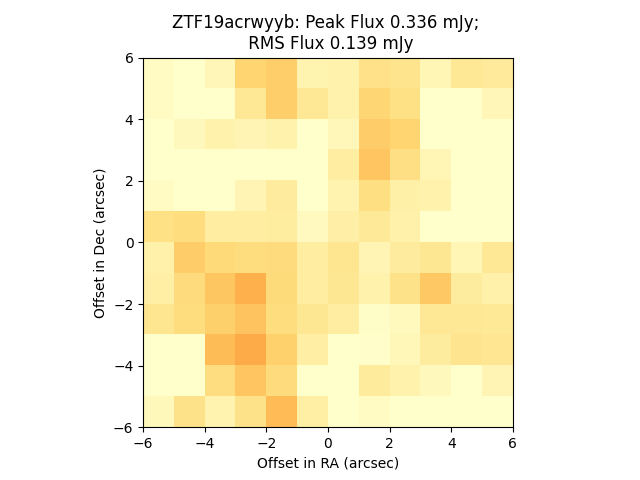 ZTF19acrwyyb: Peak Flux 0.336 mJy;
RMS Flux 0.139 mJy
6
4
2
0
−2
−4
−6
Offset in Dec (arcsec)
−6 −4 −2 0 2 4 6
Offset in RA (arcsec)